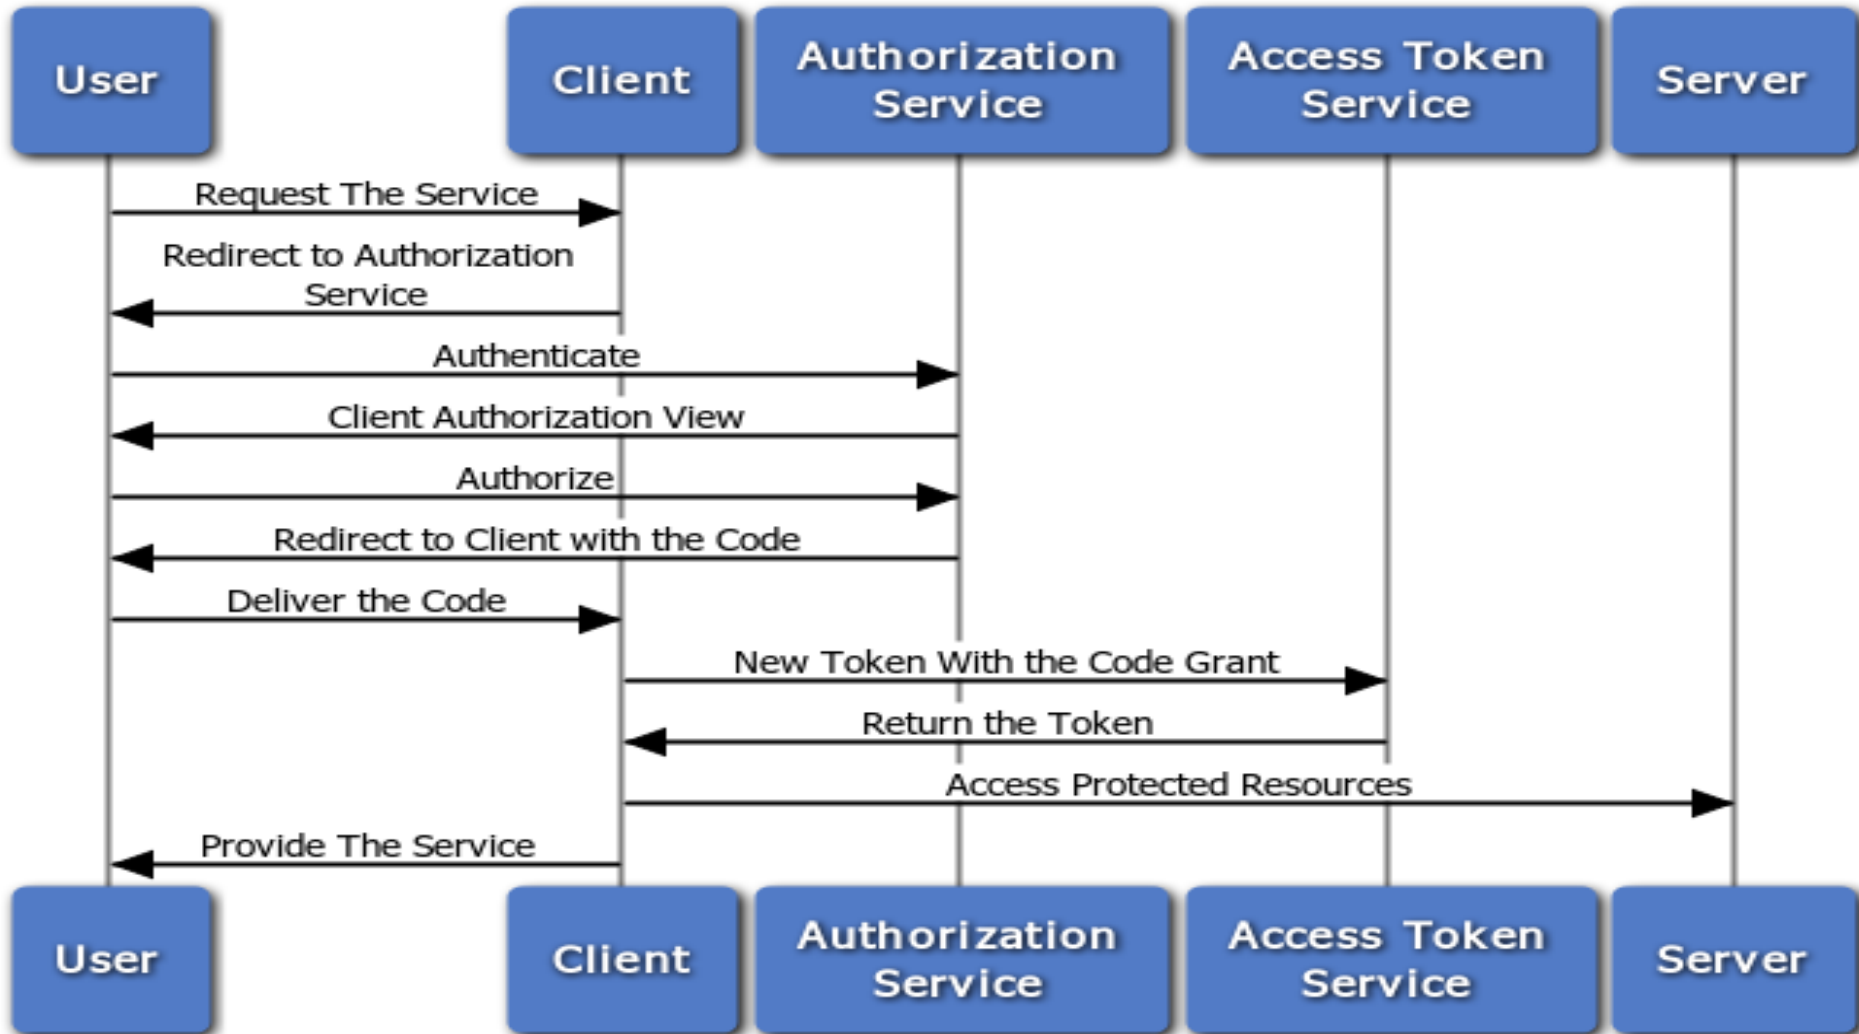 User
Client
Authorization
Service
Access Token
Service
Server
Request The Service
Redirect to Authorization
Service
Authenticate
Client Authorization View
Authorize
Redirect to Client with the Code
Deliver the Code
New Token With the Code Grant
Return the Token
Access Protected Resources
Provide The Service
User
Client
Authorization
Service
Access Token
Service
Server